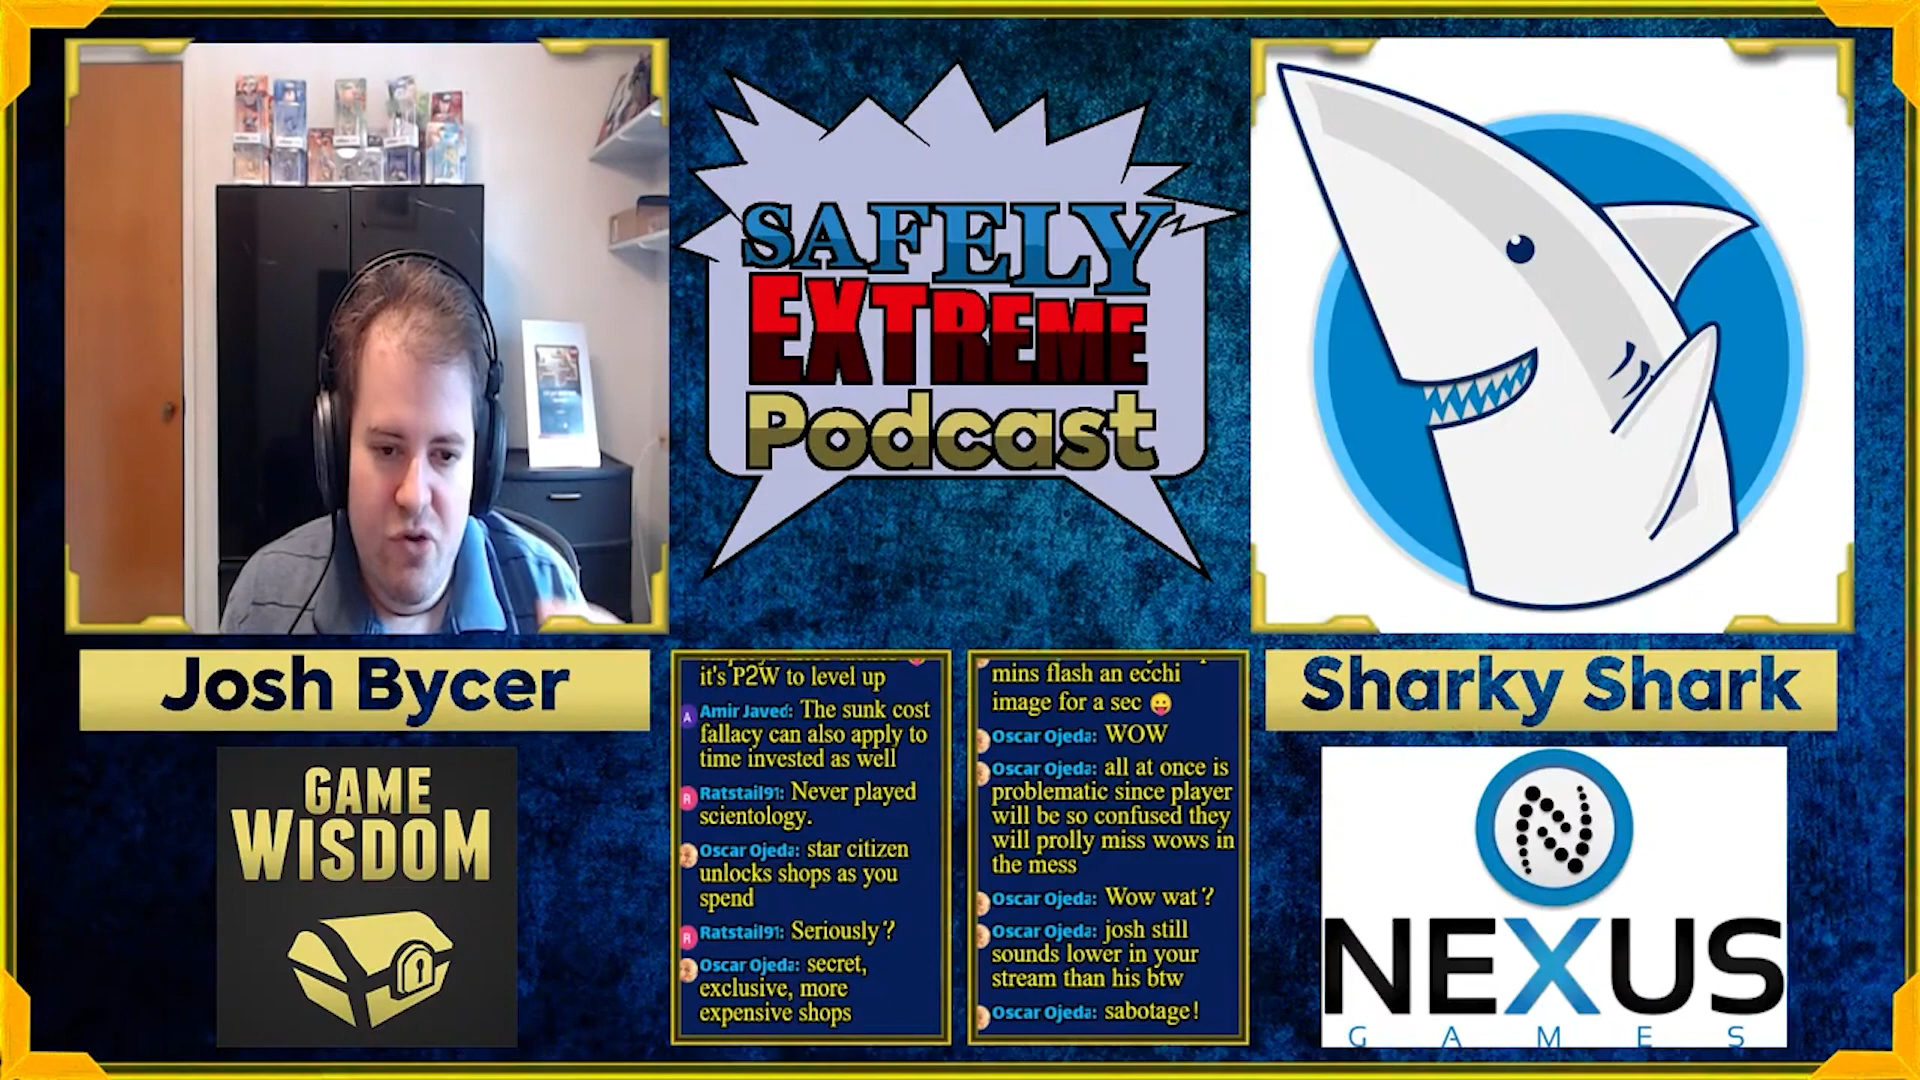 SAFELY
EXTREME
Podcast
Josh Bycer
GAME
WISDOM
it's P2W to level up
A Amir Javed: The sunk cost
fallacy can also apply to
time invested as well
R Ratstail91: Never played
scientology.
Oscar Ojeda: star citizen
unlocks shops as you
spend
R Ratstail91: Seriously?
Oscar Ojeda: secret,
exclusive, more
expensive shops
mins flash an ecchi
image for a sec 😛
Oscar Ojeda: WOW
Oscar Ojeda: all at once is
problematic since player
will be so confused they
will prolly miss wows in
the mess
Oscar Ojeda: Wow wat?
Oscar Ojeda: josh still
sounds lower in your
stream than his btw
Oscar Ojeda: sabotage!
Sharky Shark
N
NEXUS
GAMES